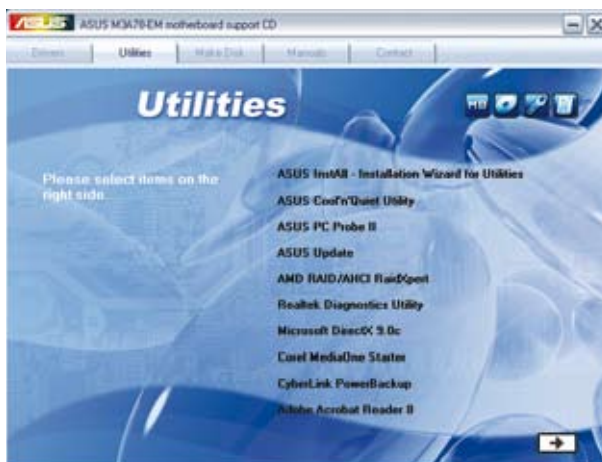 ASUS ASUS M3A78-EM motherboard support CD
Drivers Utilities Make Disk Manuals Contact
Utilities
Please select items on the
right side...
ASUS InstAll - Installation Wizard for Utilities
ASUS Cool'n'Quiet Utility
ASUS PC Probe II
ASUS Update
AMD RAID/AHCI RaidXpert
Realtek Diagnostics Utility
Microsoft DirectX 9.0c
Corel MediaOne Starter
CyberLink PowerBackup
Adobe Acrobat Reader 8